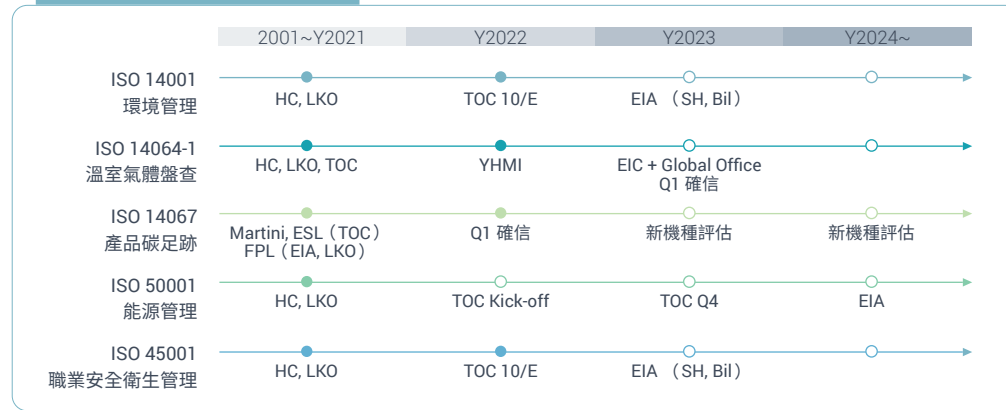 2001~Y2021 Y2022 Y2023 Y2024~
ISO 14001
環境管理
HC, LKO TOC 10/E EIA （SH, Bil）
ISO 14064-1
溫室氣體盤查
HC, LKO, TOC YHMI EIC + Global Office
Q1 確信
ISO 14067
產品碳足跡
Martini, ESL（TOC） Q1 確信 新機種評估 新機種評估
FPL（EIA, LKO）
ISO 50001
能源管理
HC, LKO TOC Kick-off TOC Q4 EIA
ISO 45001
職業安全衛生管理
HC, LKO TOC 10/E EIA （SH, Bil）